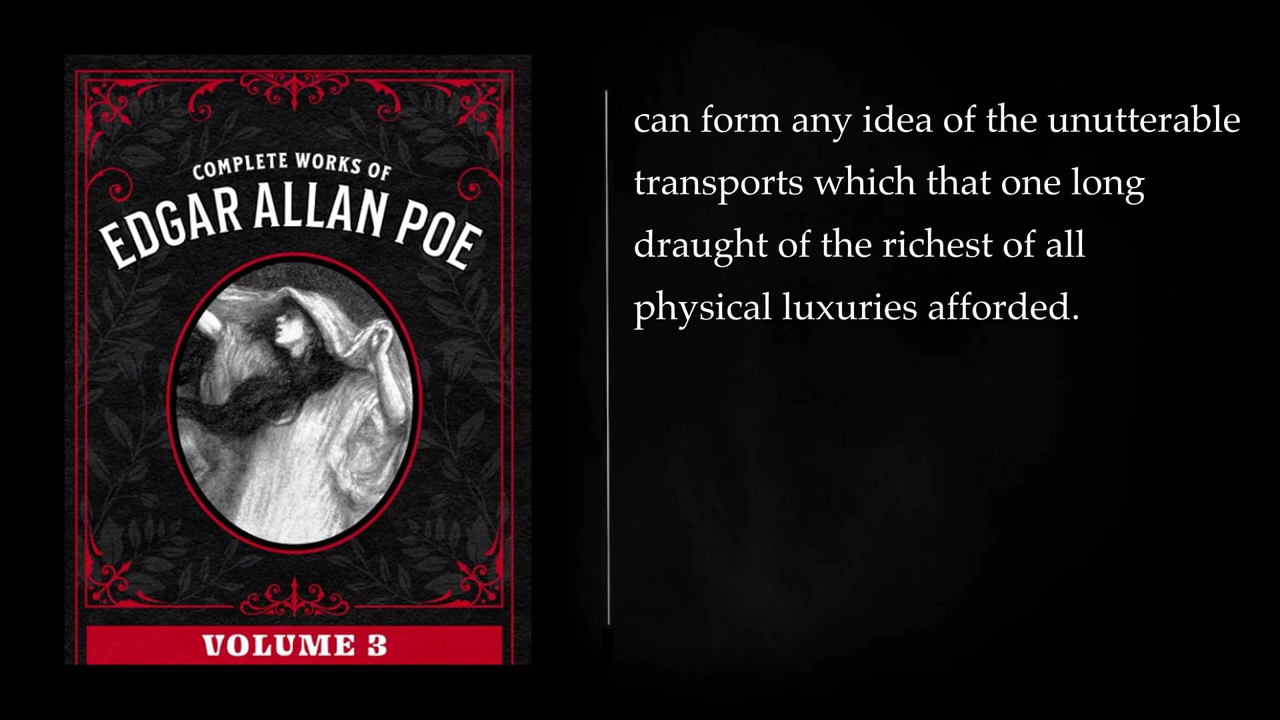 COMPLETE WORKS OF
EDGAR ALLAN POE
VOLUME 3
can form any idea of the unutterable
transports which that one long
draught of the richest of all
physical luxuries afforded.